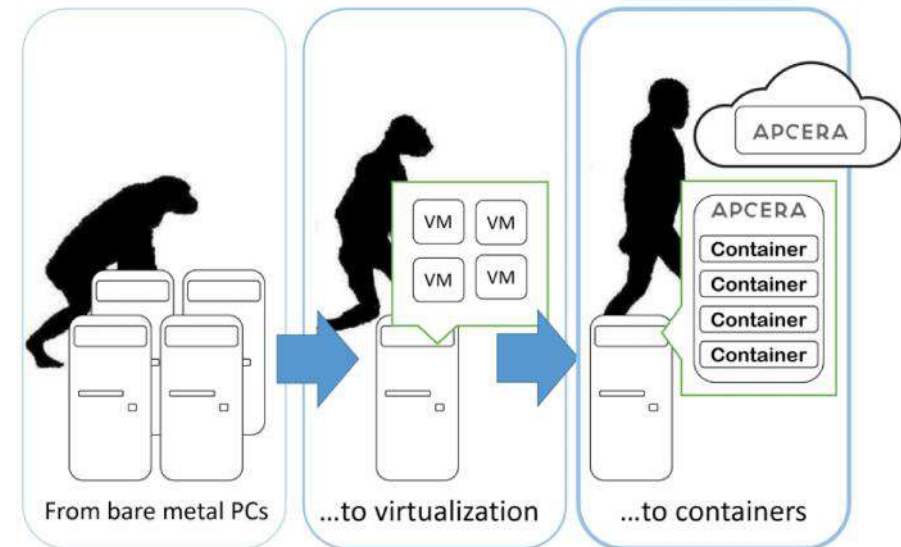 APCERA
VM VM
VM VM
APCERA
Container
Container
Container
Container
From bare metal PCs
...to virtualization
...to containers